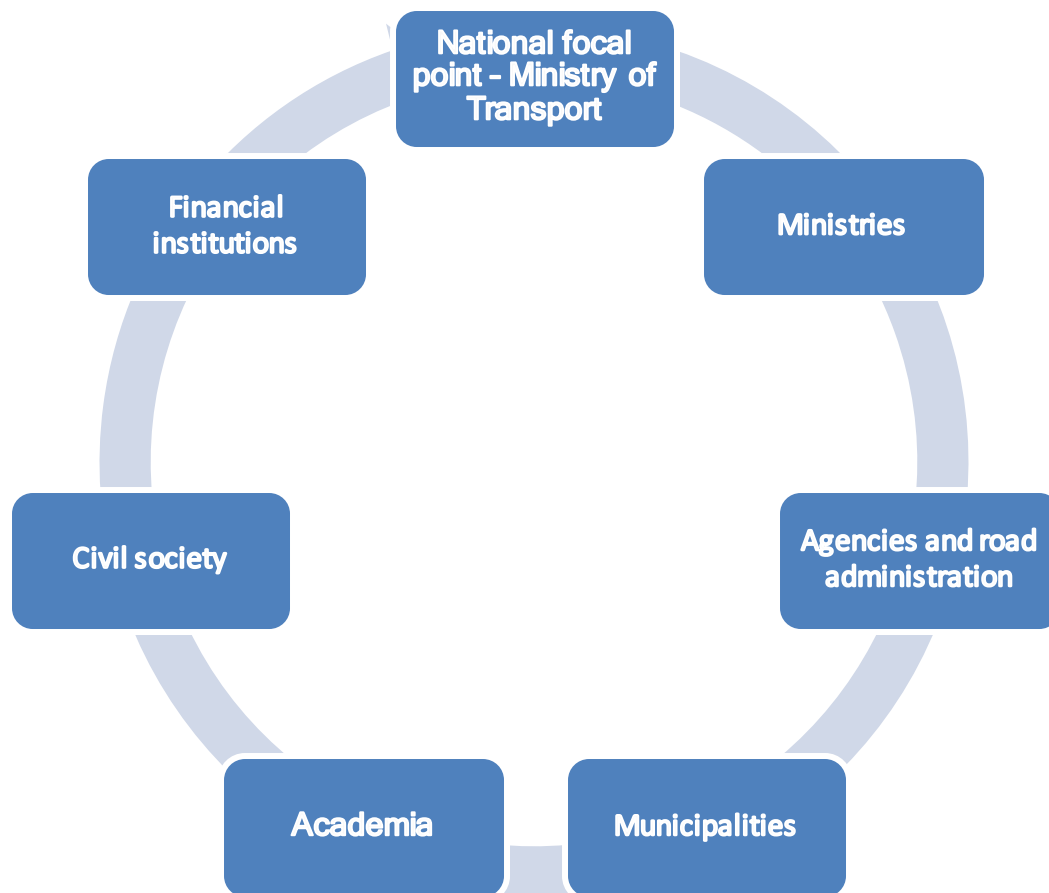 National focal
point - Ministry of
Transport
Financial
institutions
Ministries
Civil society
Agencies and road
administration
Academia
Municipalities